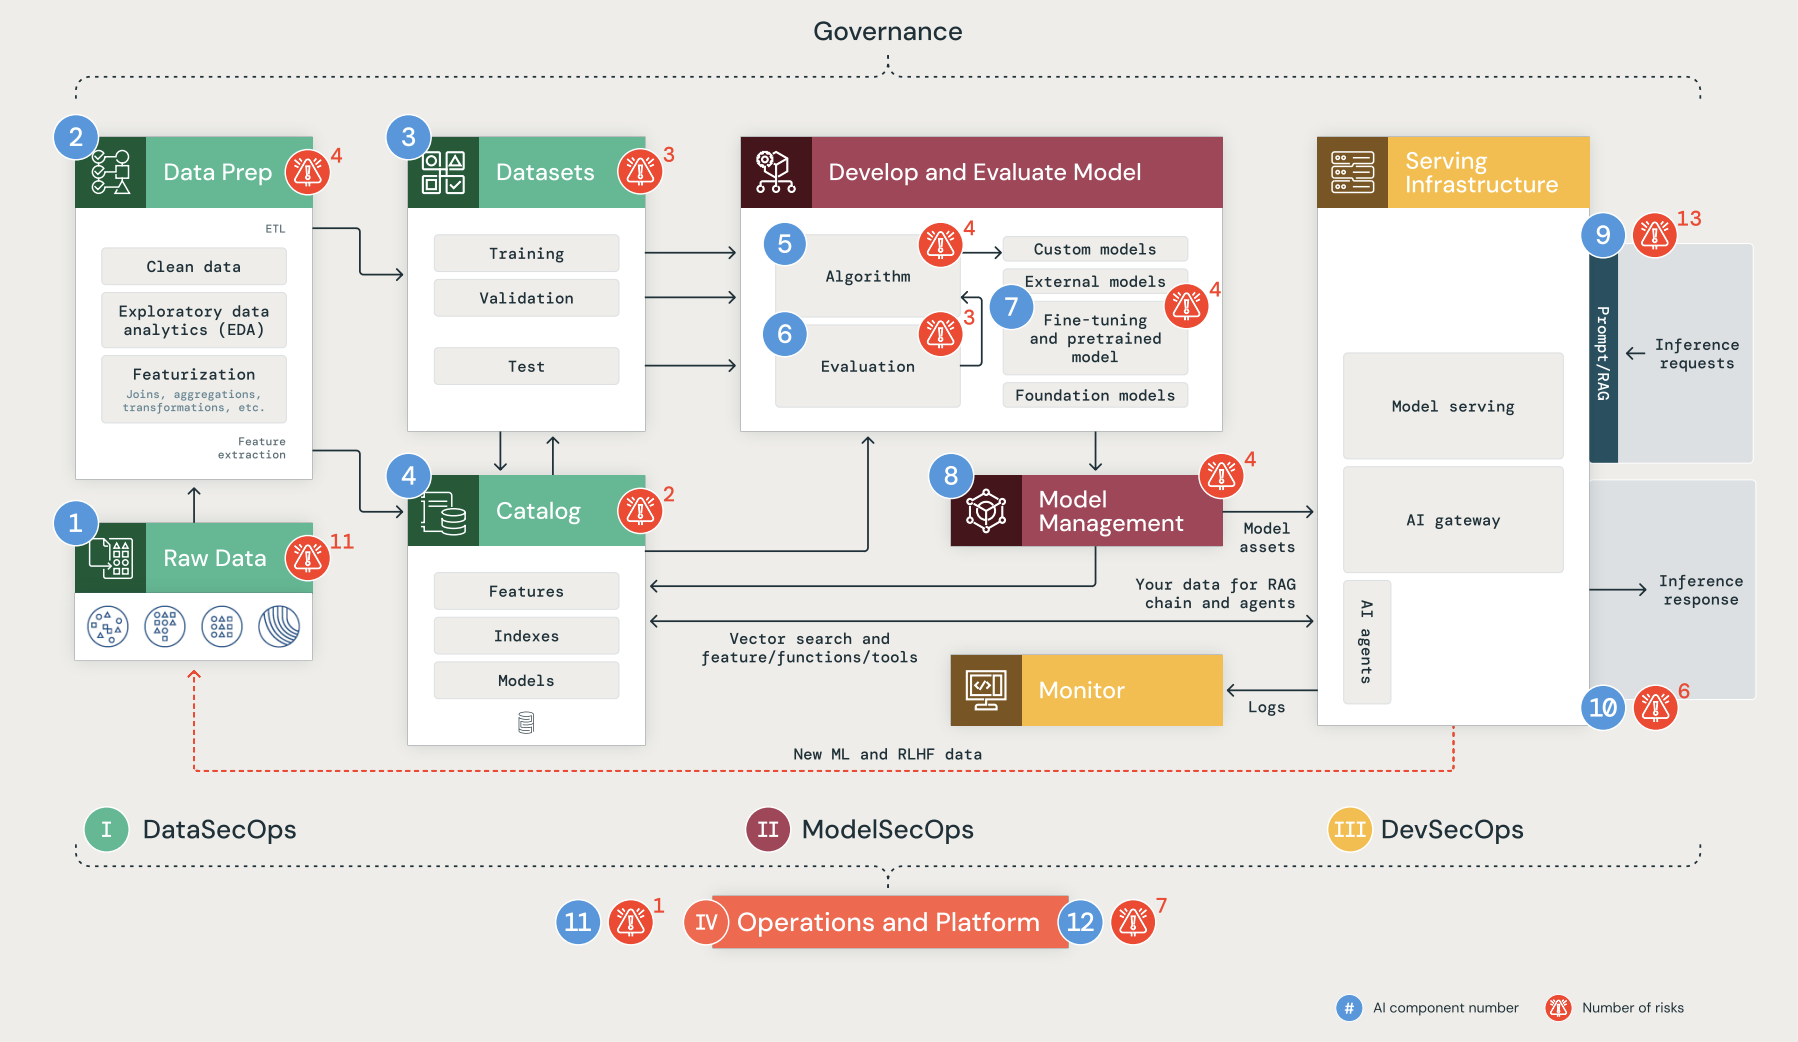 Governance
2
Data Prep
4
ETL
Clean data
Exploratory data
analytics (EDA)
Featurization
Joins, aggregations,
transformations, etc.
Feature
extraction
1
Raw Data
11
3
Datasets
3
Training
Validation
Test
4
Catalog
2
Features
Indexes
Models
Develop and Evaluate Model
5
Algorithm
4
6
Evaluation
3
Custom models
External models
7
Fine-tuning
and pretrained
model
4
Foundation models
8
Model
Management
4
Model
assets
Your data for RAG
chain and agents
Vector search and
feature/functions/tools
Monitor
Logs
Serving
Infrastructure
Model serving
AI gateway
AI agents
9
13
Prompt/RAG
Inference
requests
Inference
response
10
6
New ML and RLHF data
I
DataSecOps
II
ModelSecOps
III
DevSecOps
11
1
IV
Operations and Platform
12
7
# AI component number
Number of risks